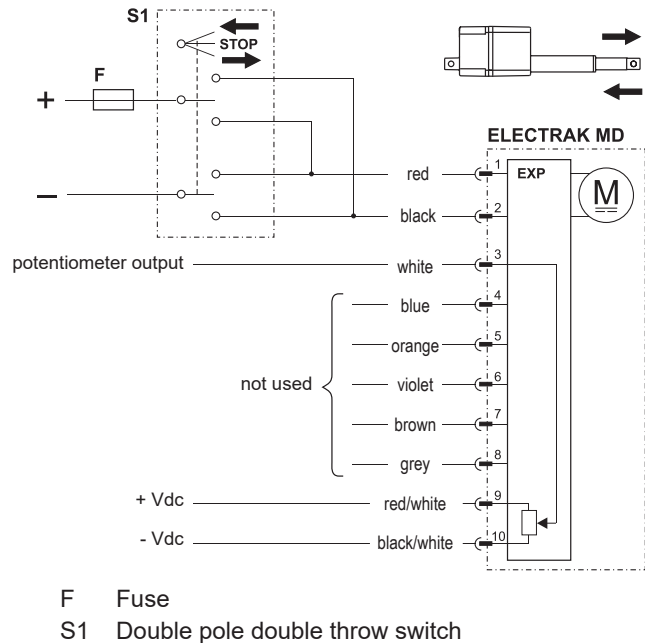 S1
STOP
F
+
–
ELECTRAK MD
EXP
M
red 1
black 2
potentiometer output white 3
blue 4
orange 5
not used violet 6
brown 7
grey 8
+ Vdc red/white 9
- Vdc black/white 10
F Fuse
S1 Double pole double throw switch